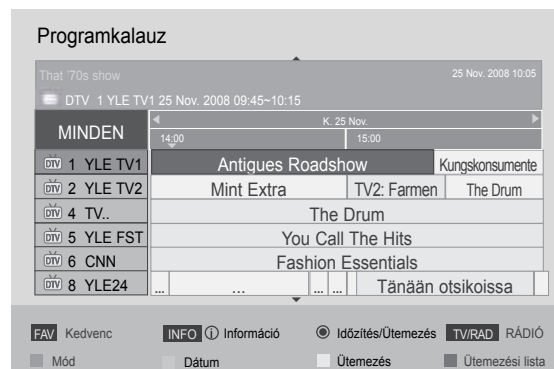 Programkalauz
That '70s show 25 Nov. 2008 10:05
DTV 1 YLE TV1 25 Nov. 2008 09:45~10:15
MINDEN K. 25 Nov.
14:00 15:00
DTV 1 YLE TV1 Antigues Roadshow Kungskonsumente
DTV 2 YLE TV2 Mint Extra TV2: Farmen The Drum
DTV 4 TV.. The Drum
DTV 5 YLE FST You Call The Hits
DTV 6 CNN Fashion Essentials
DTV 8 YLE24 ... ... ... ... Tänään otsikoissa
FAV Kedvenc INFO ⓘ Információ ◉ Időzítés/Ütemezés TV/RAD RÁDIÓ
Mód Dátum Ütemezés Ütemezési lista